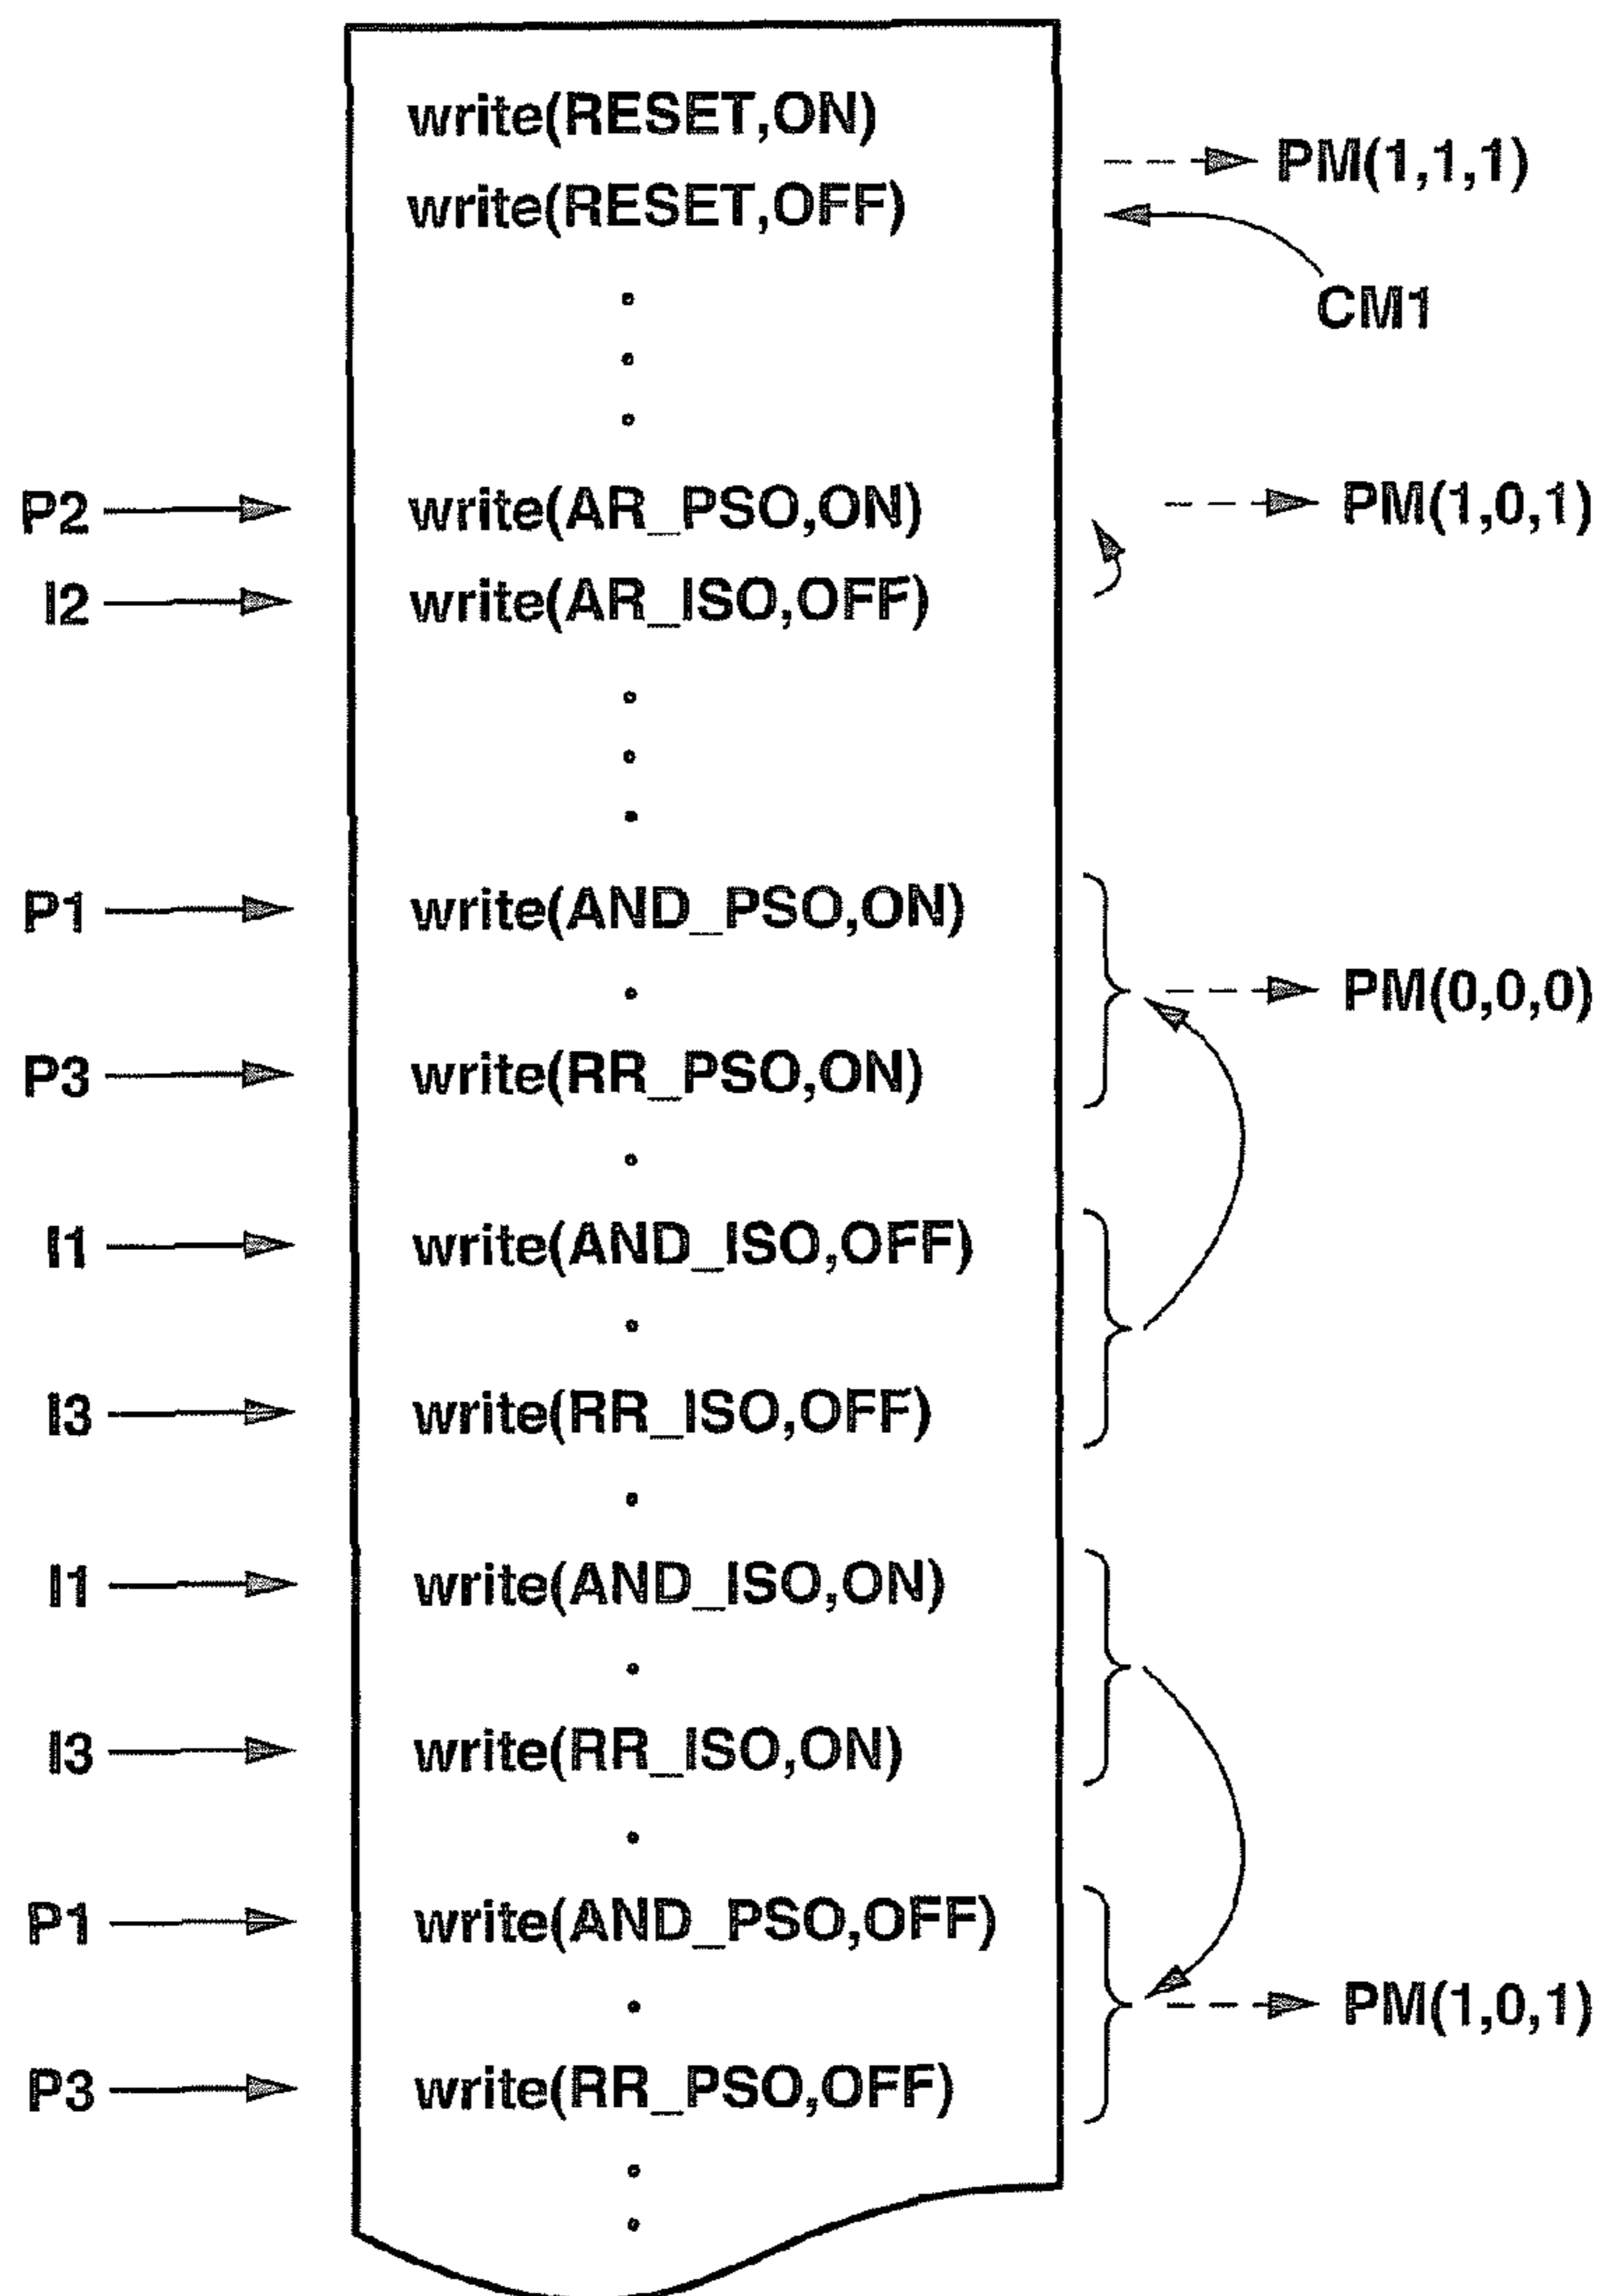 write(RESET,ON)
PM(1,1,1)
write(RESET,OFF)
CM1
P2 write(AR_PSO,ON) PM(1,0,1)
I2 write(AR_ISO,OFF)
P1 write(AND_PSO,ON)
PM(0,0,0)
P3 write(RR_PSO,ON)
I1 write(AND_ISO,OFF)
I3 write(RR_ISO,OFF)
I1 write(AND_ISO,ON)
I3 write(RR_ISO,ON)
P1 write(AND_PSO,OFF)
PM(1,0,1)
P3 write(RR_PSO,OFF)